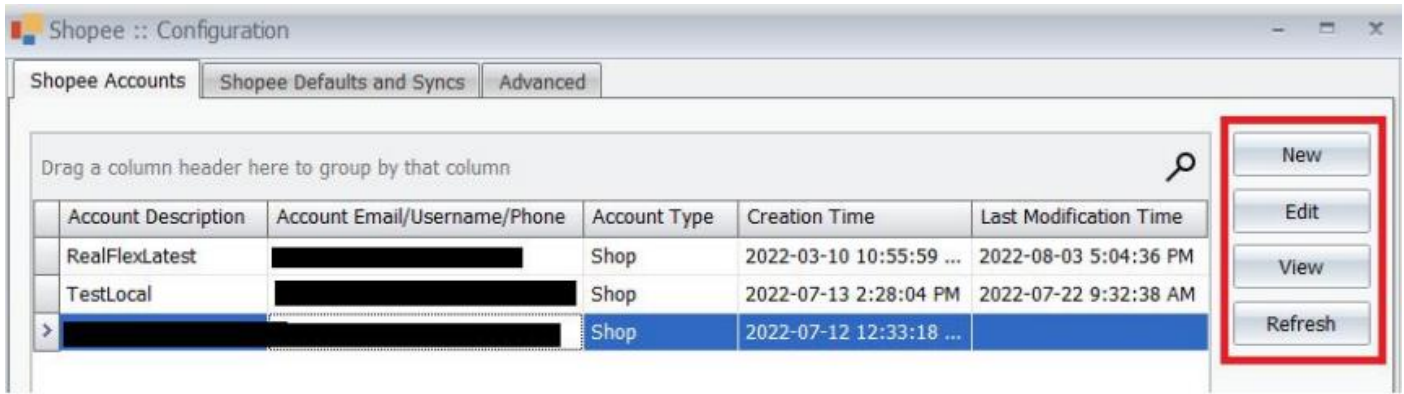 Shopee :: Configuration
Shopee Accounts Shopee Defaults and Syncs Advanced
Drag a column header here to group by that column
New
Account Description Account Email/Username/Phone Account Type Creation Time Last Modification Time
Edit
RealFlexLatest Shop 2022-03-10 10:55:59 ... 2022-08-03 5:04:36 PM
View
TestLocal Shop 2022-07-13 2:28:04 PM 2022-07-22 9:32:38 AM
Shop 2022-07-12 12:33:18 ...
Refresh